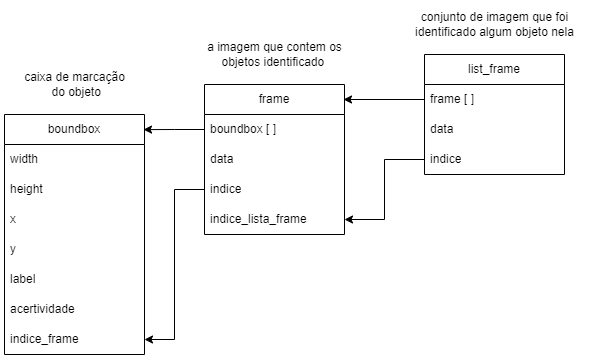 caixa de marcação
do objeto
boundbox
width
height
x
y
label
acertividade
indice_frame
a imagem que contem os
objetos identificado
frame
boundbox [ ]
data
indice
indice_lista_frame
conjunto de imagem que foi
identificado algum objeto nela
list_frame
frame [ ]
data
indice